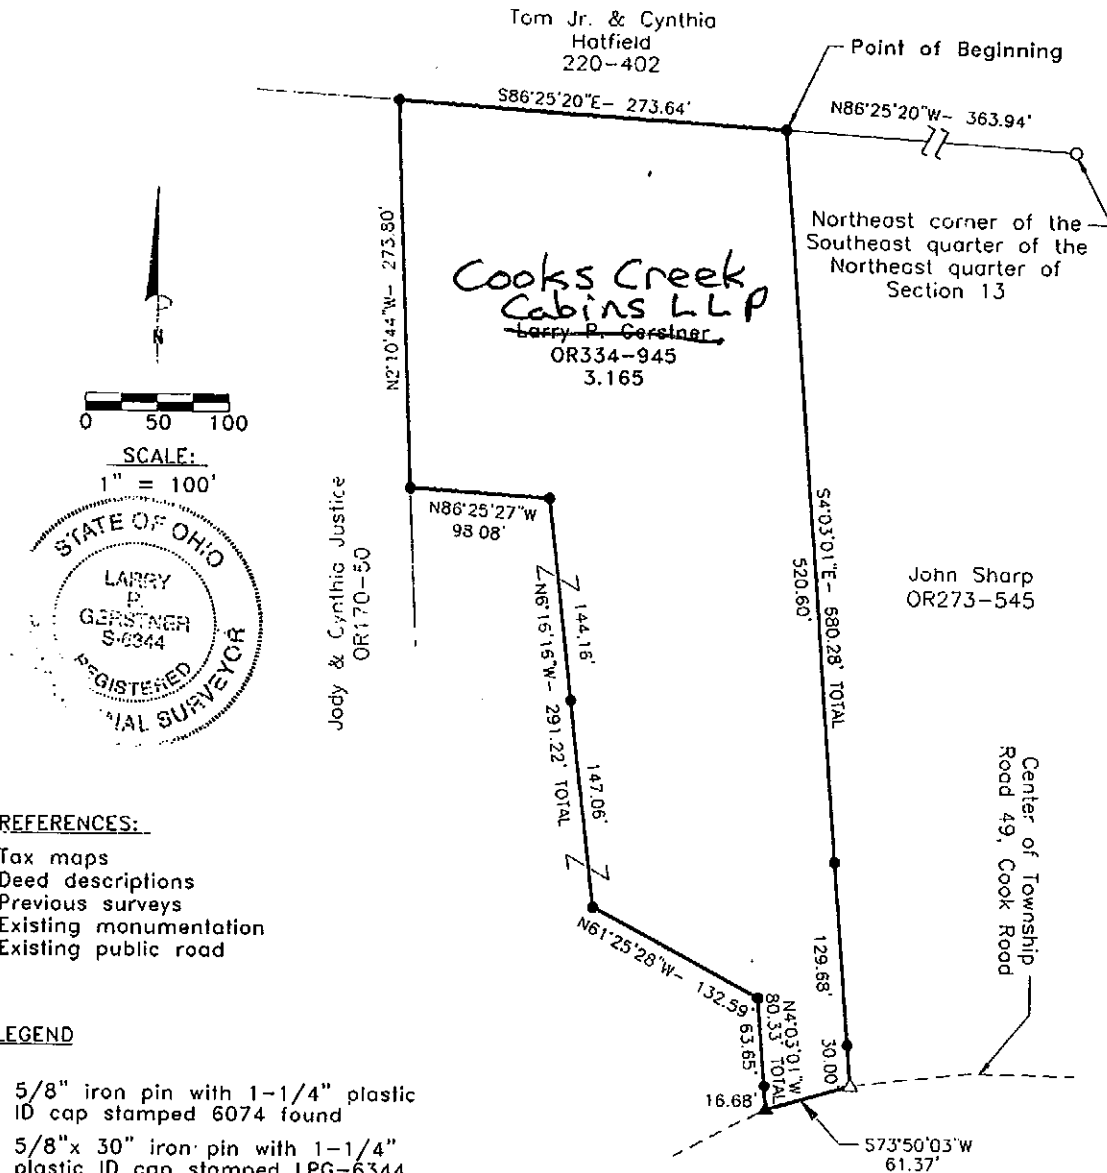 Tom Jr. & Cynthia
Hatfield
220-402
Point of Beginning
S86°25'20"E- 273.64'
N86°25'20"W- 363.94'
Northeast corner of the
Southeast quarter of the
Northeast quarter of
Section 13
N2°10'44"W- 273.80'
Cooks Creek
Cabins LLP
Larry P. Gerstner
OR334-945
3.165
N
0 50 100
SCALE:
1" = 100'
STATE OF OHIO
LARRY
P.
GERSTNER
S-6344
REGISTERED
NAL SURVEYOR
Jody & Cynthia Justice
OR170-50
N86°25'27"W
98.08'
N6°16'16"W- 291.22' TOTAL
144.16'
147.06'
S4°03'01"E- 680.28' TOTAL
520.60'
John Sharp
OR273-545
Center of Township
Road 49, Cook Road
129.68'
30.00'
N61°25'28"W- 132.59'
N4°03'01"W
80.33' TOTAL
63.65'
16.68'
S73°50'03"W
61.37'
REFERENCES:
Tax maps
Deed descriptions
Previous surveys
Existing monumentation
Existing public road
LEGEND
5/8" iron pin with 1-1/4" plastic
ID cap stamped 6074 found
5/8"x 30" iron pin with 1-1/4"
plastic ID cap stamped LPG-6344